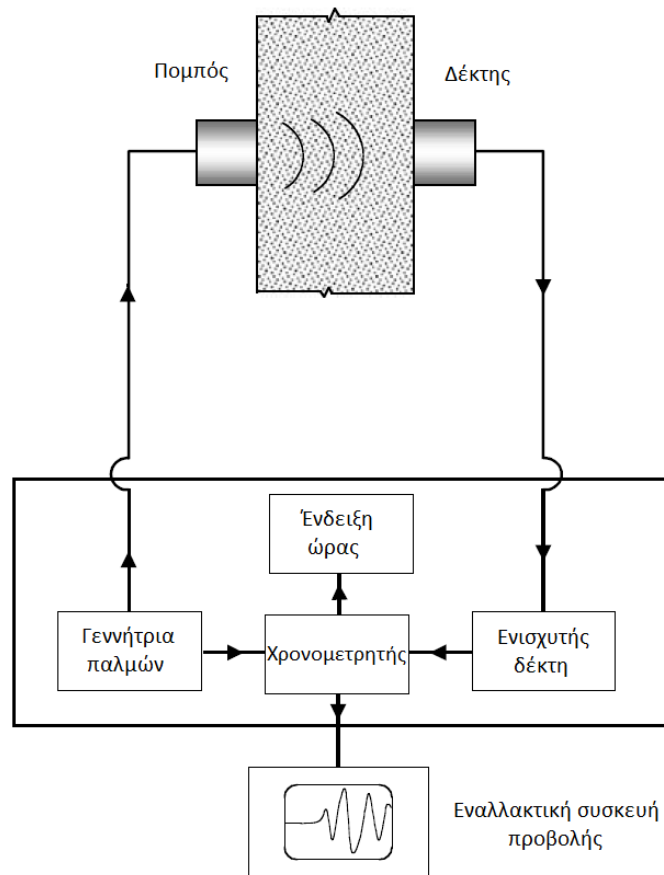 Πομπός
Δέκτης
Ένδειξη
ώρας
Γεννήτρια
παλμών
Χρονομετρητής
Ενισχυτής
δέκτη
Εναλλακτική συσκευή
προβολής